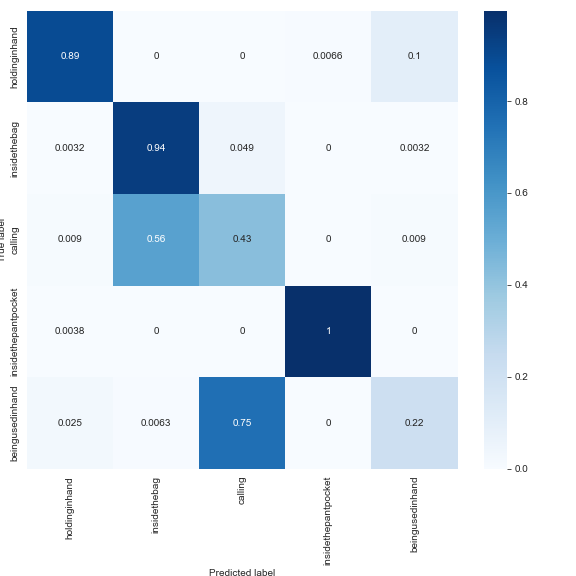 holdinginhand 0.89 0 0 0.0066 0.1
insidethebag 0.0032 0.94 0.049 0 0.0032
True label
calling 0.009 0.56 0.43 0 0.009
insidethepantpocket 0.0038 0 0 1 0
beingusedinhand 0.025 0.0063 0.75 0 0.22
holdinginhand insidethebag calling insidethepantpocket beingusedinhand
Predicted label
0.8
0.6
0.4
0.2
0.0